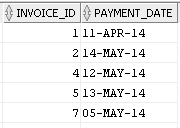 INVOICE_ID PAYMENT_DATE
1 11-APR-14
2 14-MAY-14
4 12-MAY-14
5 13-MAY-14
7 05-MAY-14